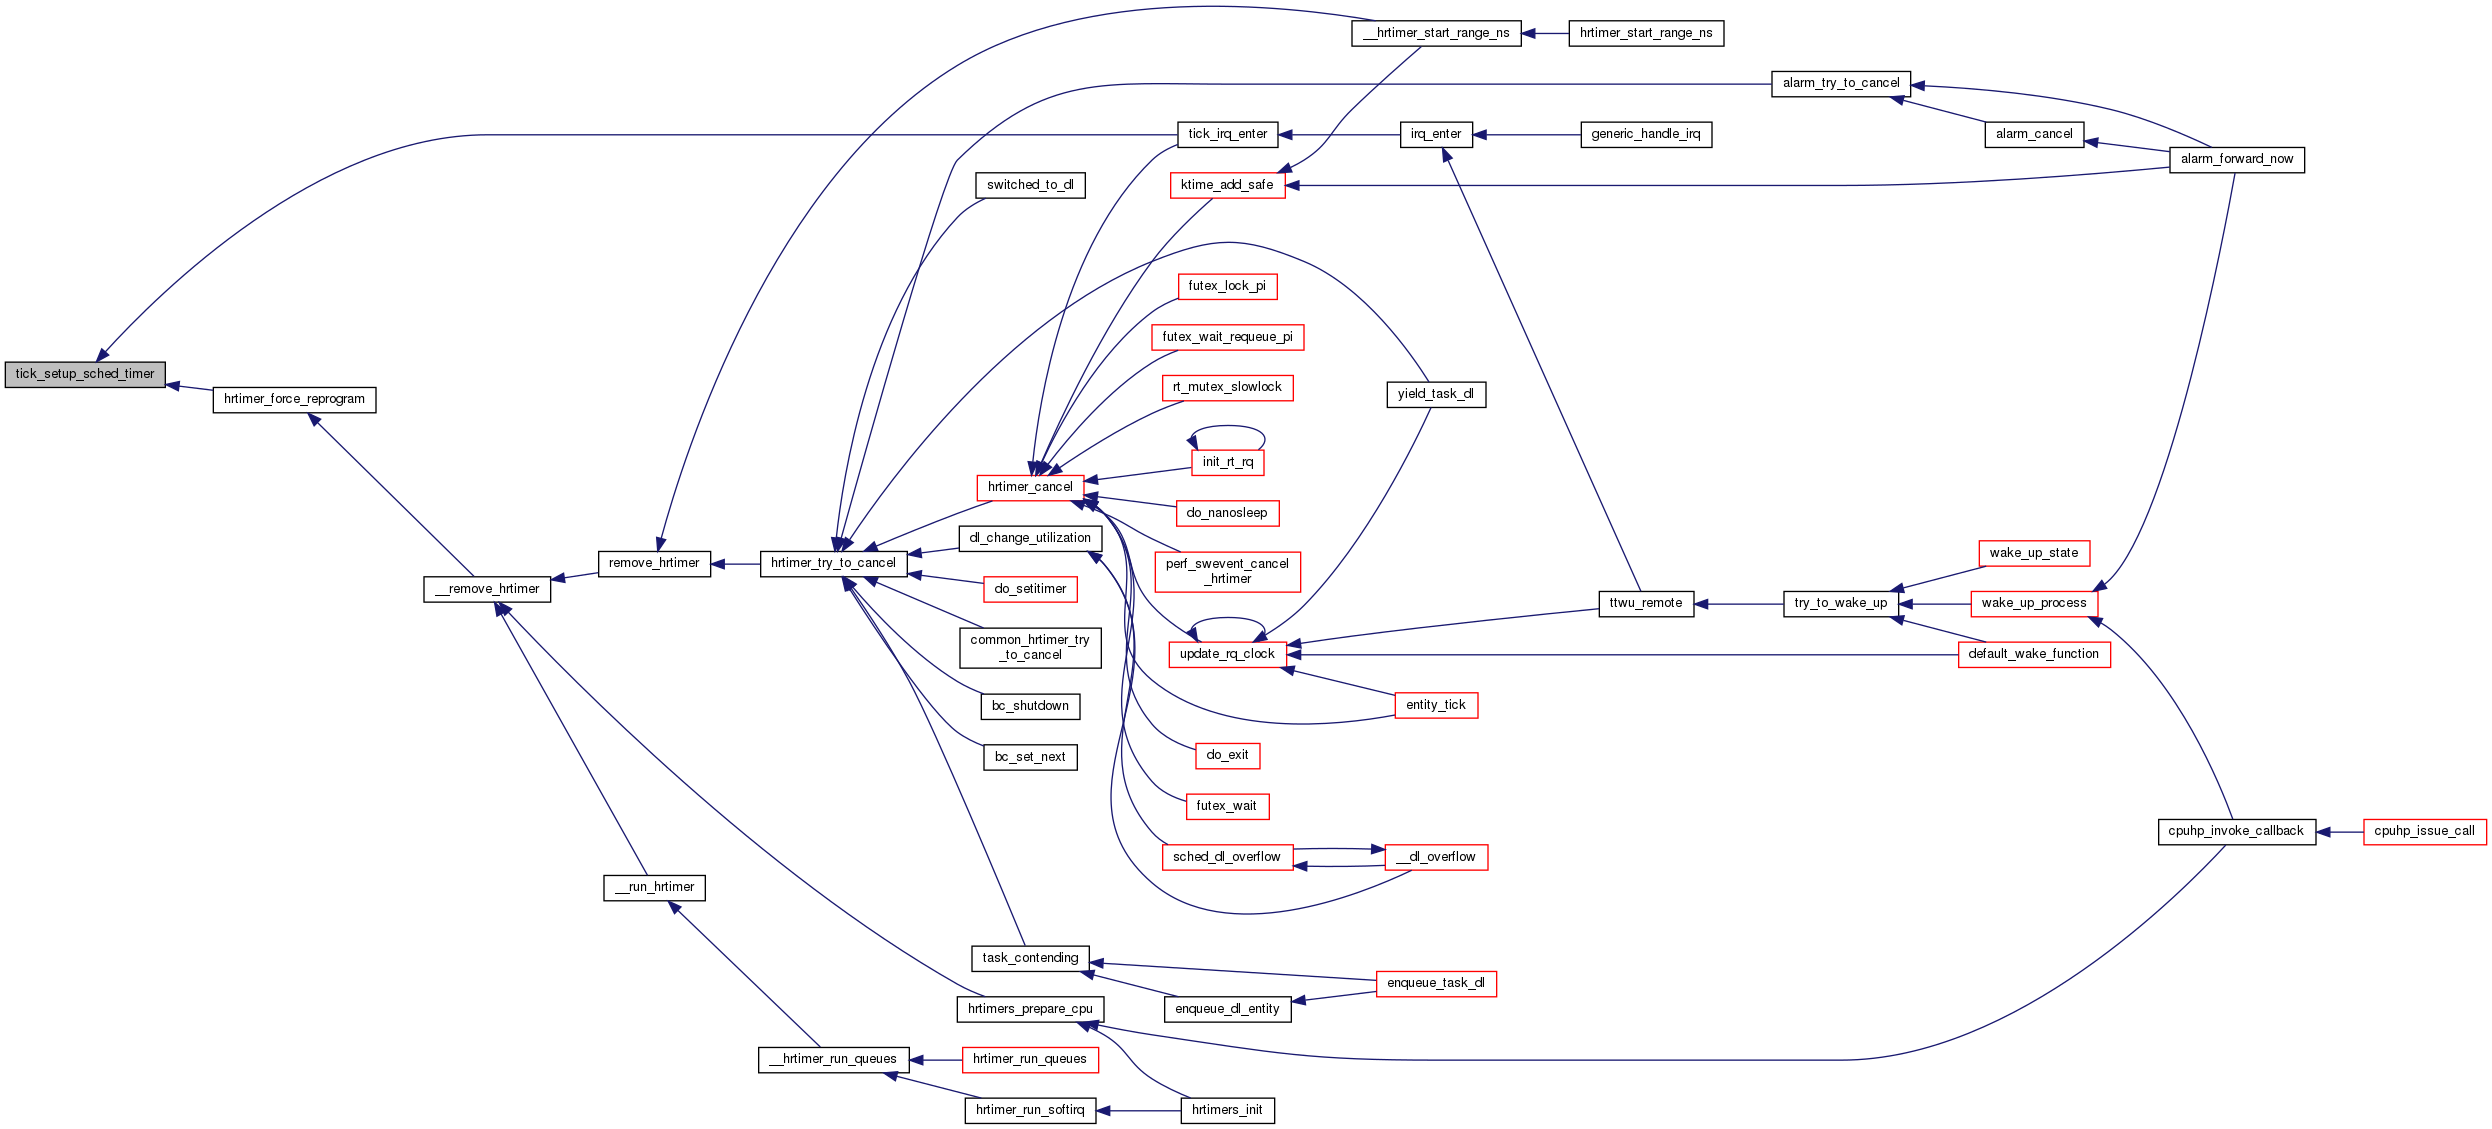 __hrtimer_start_range_ns
hrtimer_start_range_ns
alarm_try_to_cancel
tick_irq_enter
irq_enter
generic_handle_irq
alarm_cancel
alarm_forward_now
switched_to_dl
ktime_add_safe
futex_lock_pi
futex_wait_requeue_pi
tick_setup_sched_timer
hrtimer_force_reprogram
rt_mutex_slowlock
yield_task_dl
init_rt_rq
hrtimer_cancel
do_nanosleep
dl_change_utilization
remove_hrtimer
hrtimer_try_to_cancel
perf_swevent_cancel
_hrtimer
wake_up_state
__remove_hrtimer
do_setitimer
ttwu_remote
try_to_wake_up
wake_up_process
common_hrtimer_try
_to_cancel
update_rq_clock
default_wake_function
bc_shutdown
entity_tick
bc_set_next
do_exit
futex_wait
cpuhp_invoke_callback
cpuhp_issue_call
sched_dl_overflow
__dl_overflow
__run_hrtimer
task_contending
enqueue_task_dl
hrtimers_prepare_cpu
enqueue_dl_entity
__hrtimer_run_queues
hrtimer_run_queues
hrtimer_run_softirq
hrtimers_init